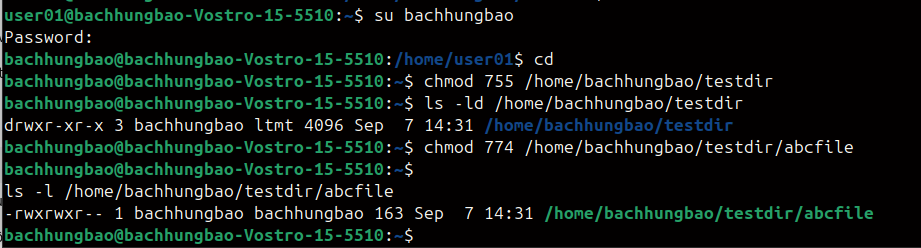 user01@bachhungbao-Vostro-15-5510:~$ su bachhungbao
Password:
bachhungbao@bachhungbao-Vostro-15-5510:/home/user01$ cd
bachhungbao@bachhungbao-Vostro-15-5510:~$ chmod 755 /home/bachhungbao/testdir
bachhungbao@bachhungbao-Vostro-15-5510:~$ ls -ld /home/bachhungbao/testdir
drwxr-xr-x 3 bachhungbao ltmt 4096 Sep  7 14:31 /home/bachhungbao/testdir
bachhungbao@bachhungbao-Vostro-15-5510:~$ chmod 774 /home/bachhungbao/testdir/abcfile
bachhungbao@bachhungbao-Vostro-15-5510:~$
ls -l /home/bachhungbao/testdir/abcfile
-rwxrwxr-- 1 bachhungbao bachhungbao 163 Sep  7 14:31 /home/bachhungbao/testdir/abcfile
bachhungbao@bachhungbao-Vostro-15-5510:~$